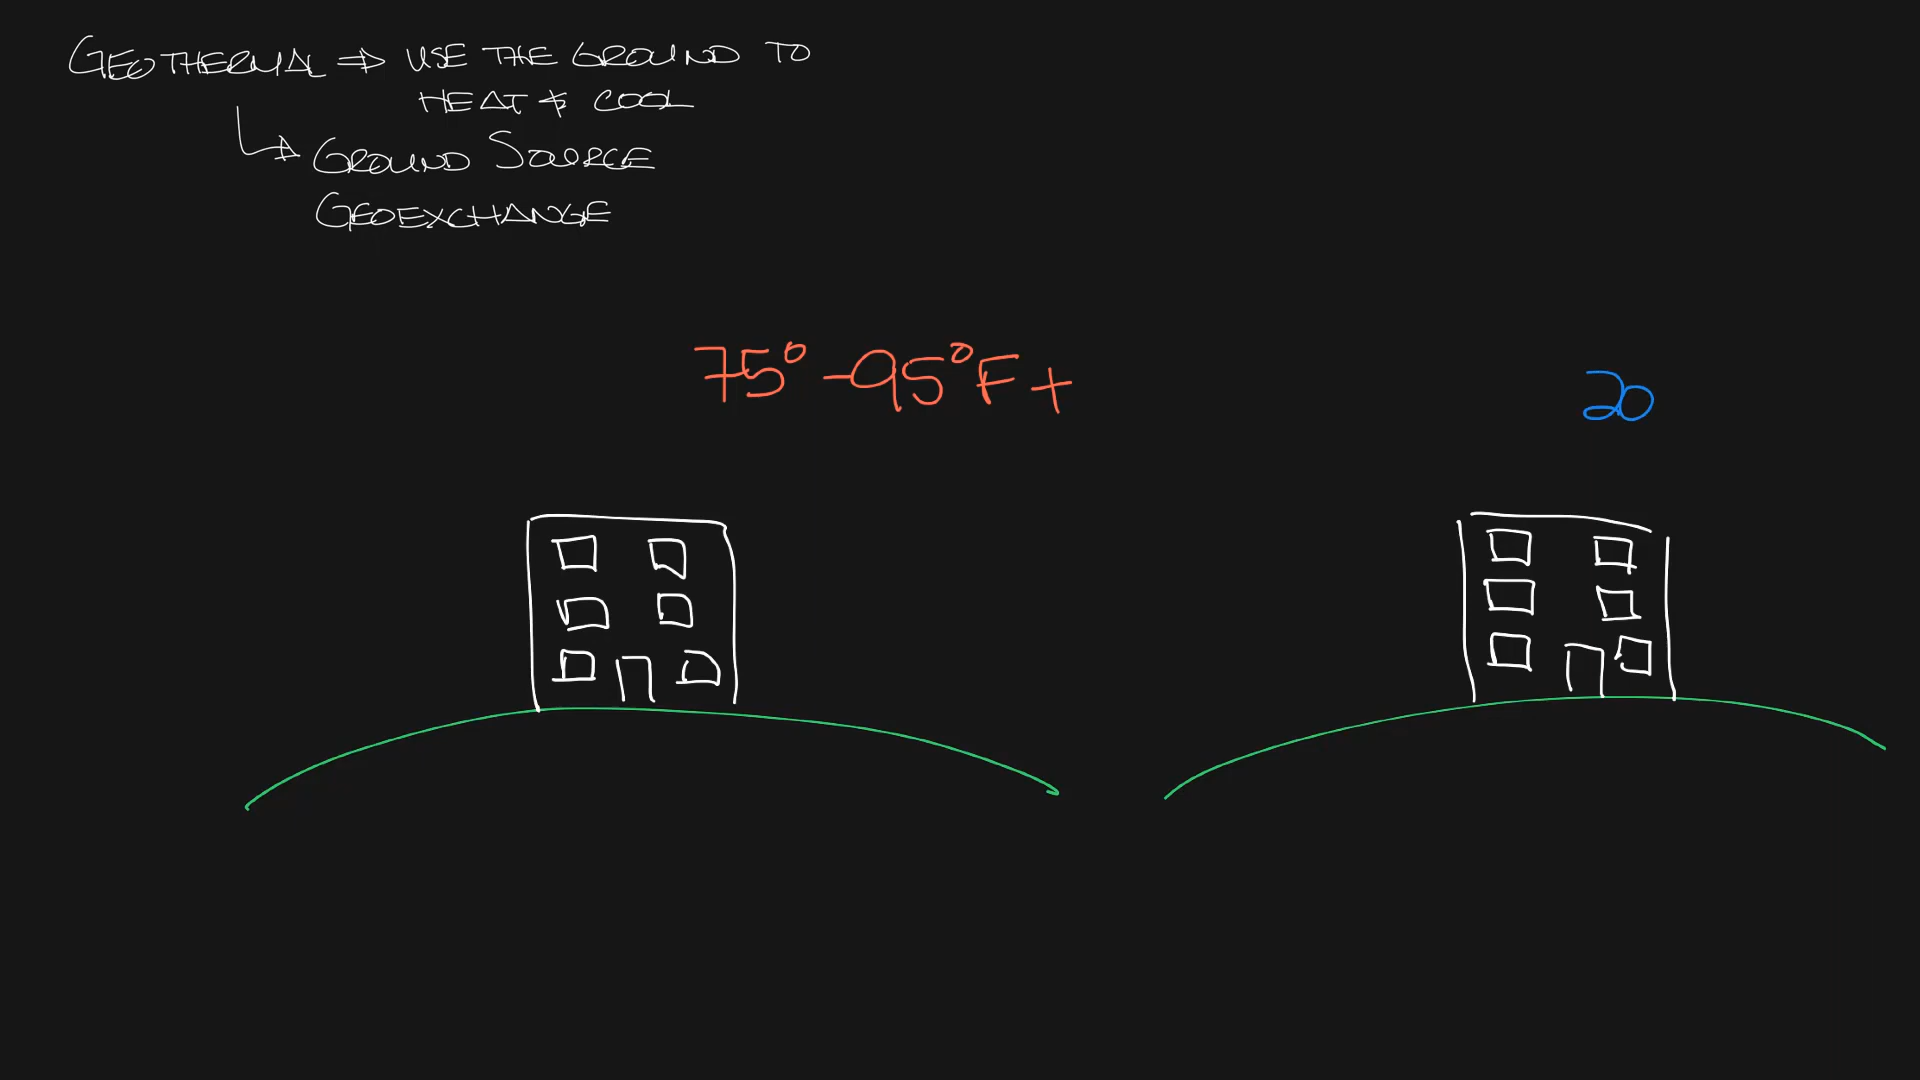 GEOTHERMAL ⇒ USE THE GROUND TO
HEAT & COOL
↳ GROUND SOURCE
GEOEXCHANGE
75° - 95°F +
20